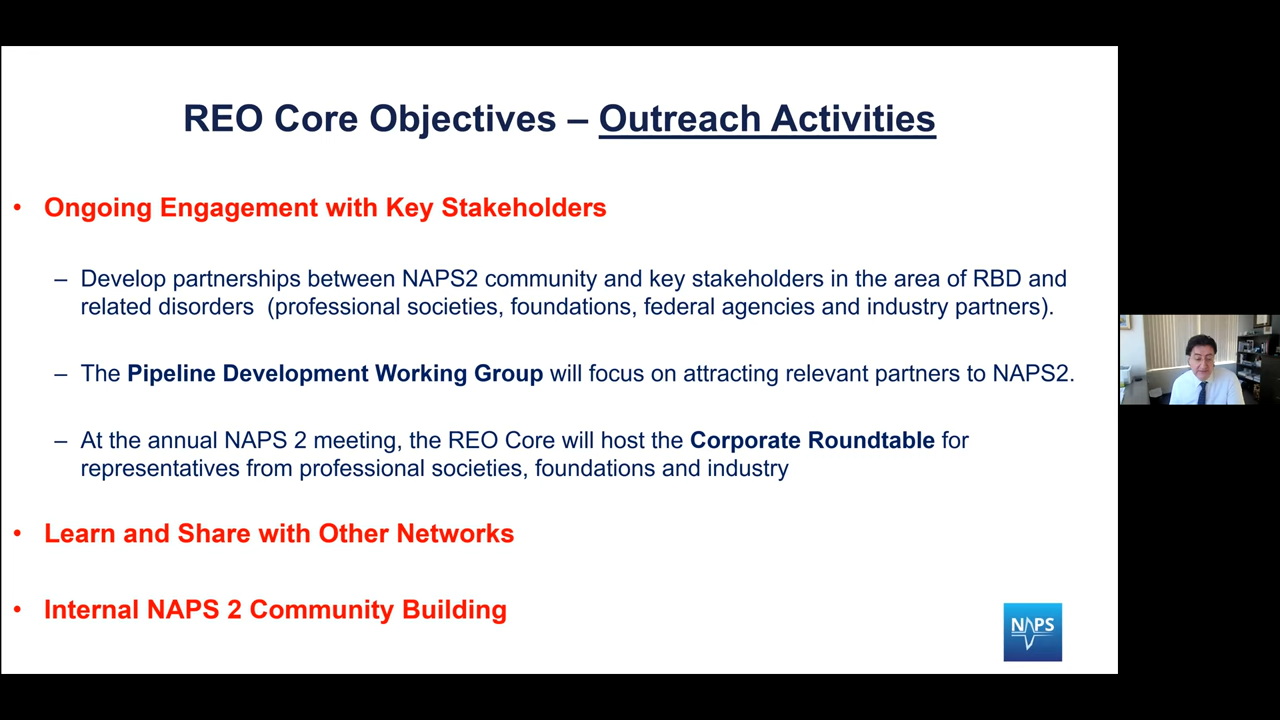 REO Core Objectives – Outreach Activities
• Ongoing Engagement with Key Stakeholders
– Develop partnerships between NAPS2 community and key stakeholders in the area of RBD and
related disorders (professional societies, foundations, federal agencies and industry partners).
– The Pipeline Development Working Group will focus on attracting relevant partners to NAPS2.
– At the annual NAPS 2 meeting, the REO Core will host the Corporate Roundtable for
representatives from professional societies, foundations and industry
• Learn and Share with Other Networks
• Internal NAPS 2 Community Building
NAPS